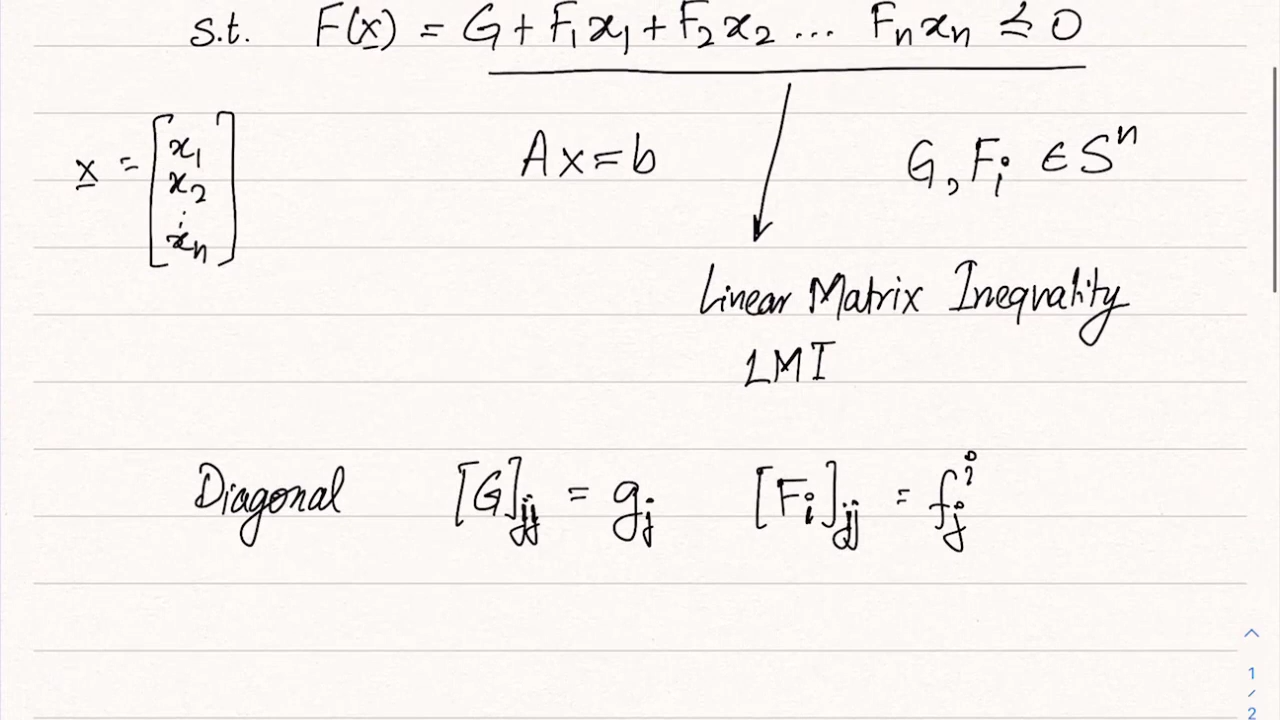 s.t. F(x) = G + F₁x₁ + F₂x₂ ... Fₙxₙ ⪯ 0
x = [x₁ x₂ ⋮ xₙ]
Ax = b
G, Fᵢ ∈ Sⁿ
Linear Matrix Inequality
LMI
Diagonal [G]ⱼⱼ = gⱼ [Fᵢ]ⱼⱼ = fⱼⁱ
1
/
2